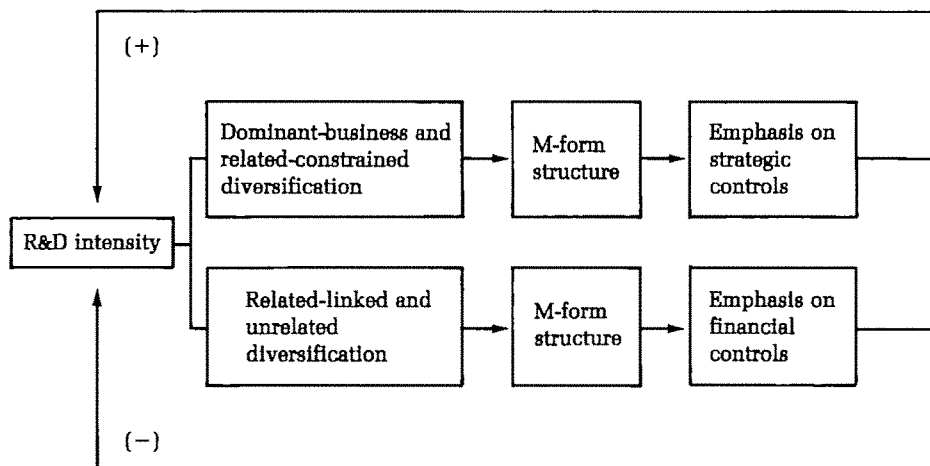 (+)
Dominant-business and
related-constrained
diversification
M-form
structure
Emphasis on
strategic
controls
R&D intensity
Related-linked and
unrelated
diversification
M-form
structure
Emphasis on
financial
controls
(−)